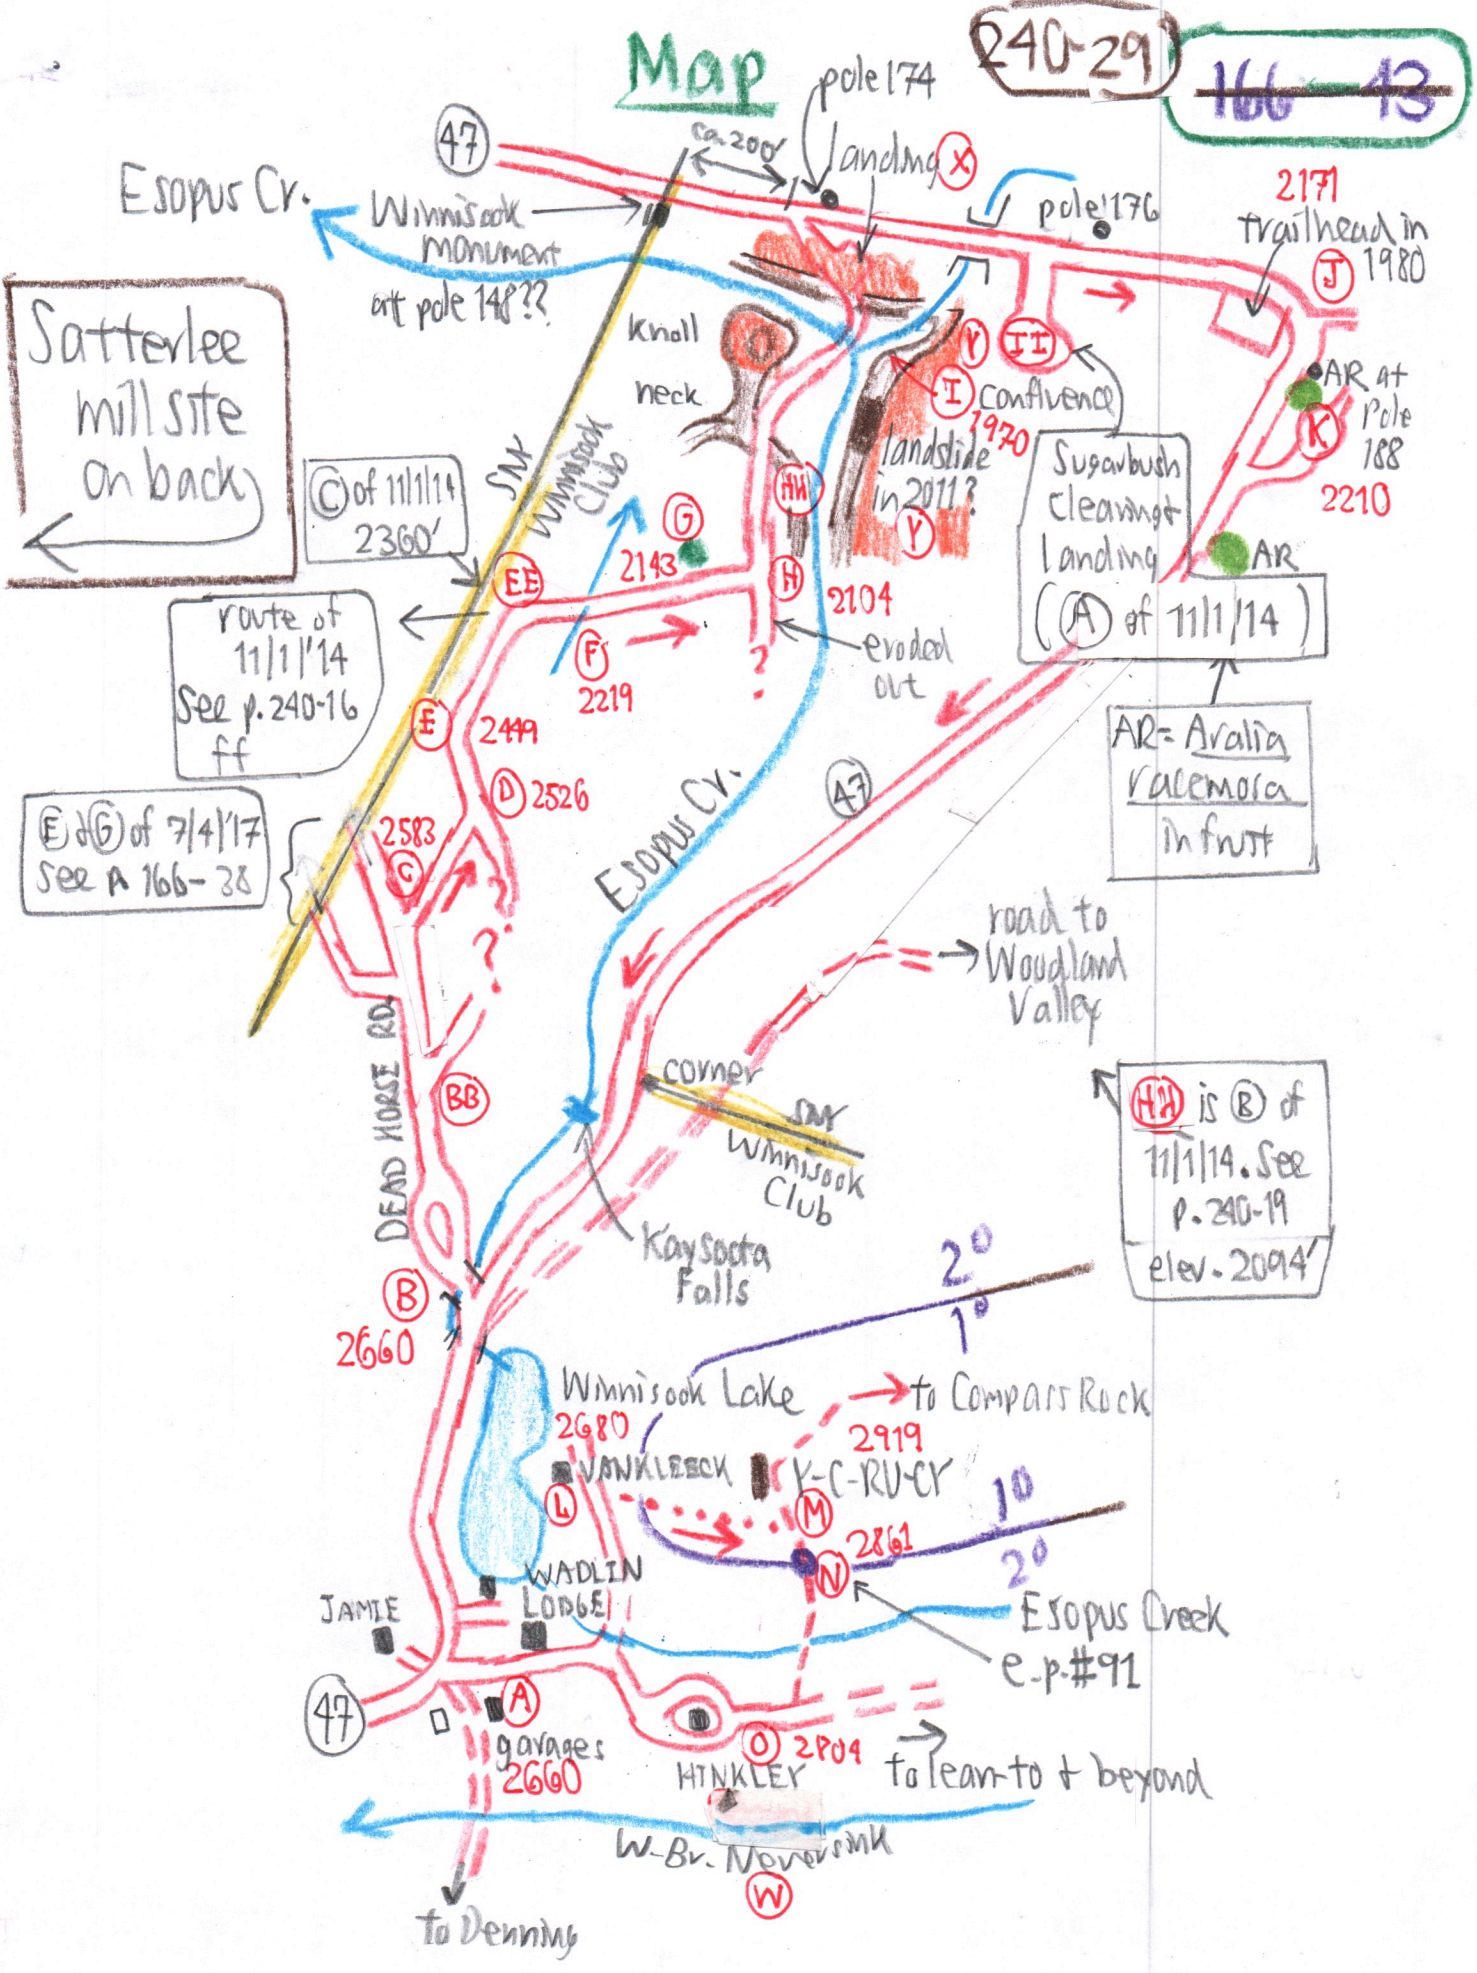 Map
240-29
166-43
pole 174
47
ca. 200'
landing X
Esopus Cr.
Winnisook
monument
att pole 148??
pole 176
2171
trailhead in
1980
J
Satterlee
mill site
on back
knoll
neck
Y
II
I
confluence
1970
landslide
in 2011?
Y
AR at
Pole
188
K
2210
AR
C of 11/1/14
2360'
SNY
Winnisook
Club
G
2143
HH
H
2104
EE
F
2219
?
eroded
out
Sugarbush
Clearing &
landing
(A of 11/1/14)
route of
11/1/'14
See p. 240-16
ff
E
2449
D 2526
AR = Aralia
racemosa
in fruit
E & G of 7/4/'17
See p 166-38
2583
C
?
47
Esopus Cr.
road to
Woodland
Valley
DEAD HORSE RD.
BB
corner
SNY
Winnisook
Club
HH is B of
11/1/14. See
p. 240-19
elev. 2094'
Kaysoota
Falls
B
2660
2°
1°
Winnisook Lake
to Compass Rock
2680
2919
VANKLEECK
Y-C-RU-CY
L
M
1°
2861
N
2°
WADLIN
LODGE
JAMIE
Esopus Creek
e.p.#91
47
A
garages
2660
O 2804
HINKLEY
to lean-to & beyond
W-Br. Neversink
W
to Denning